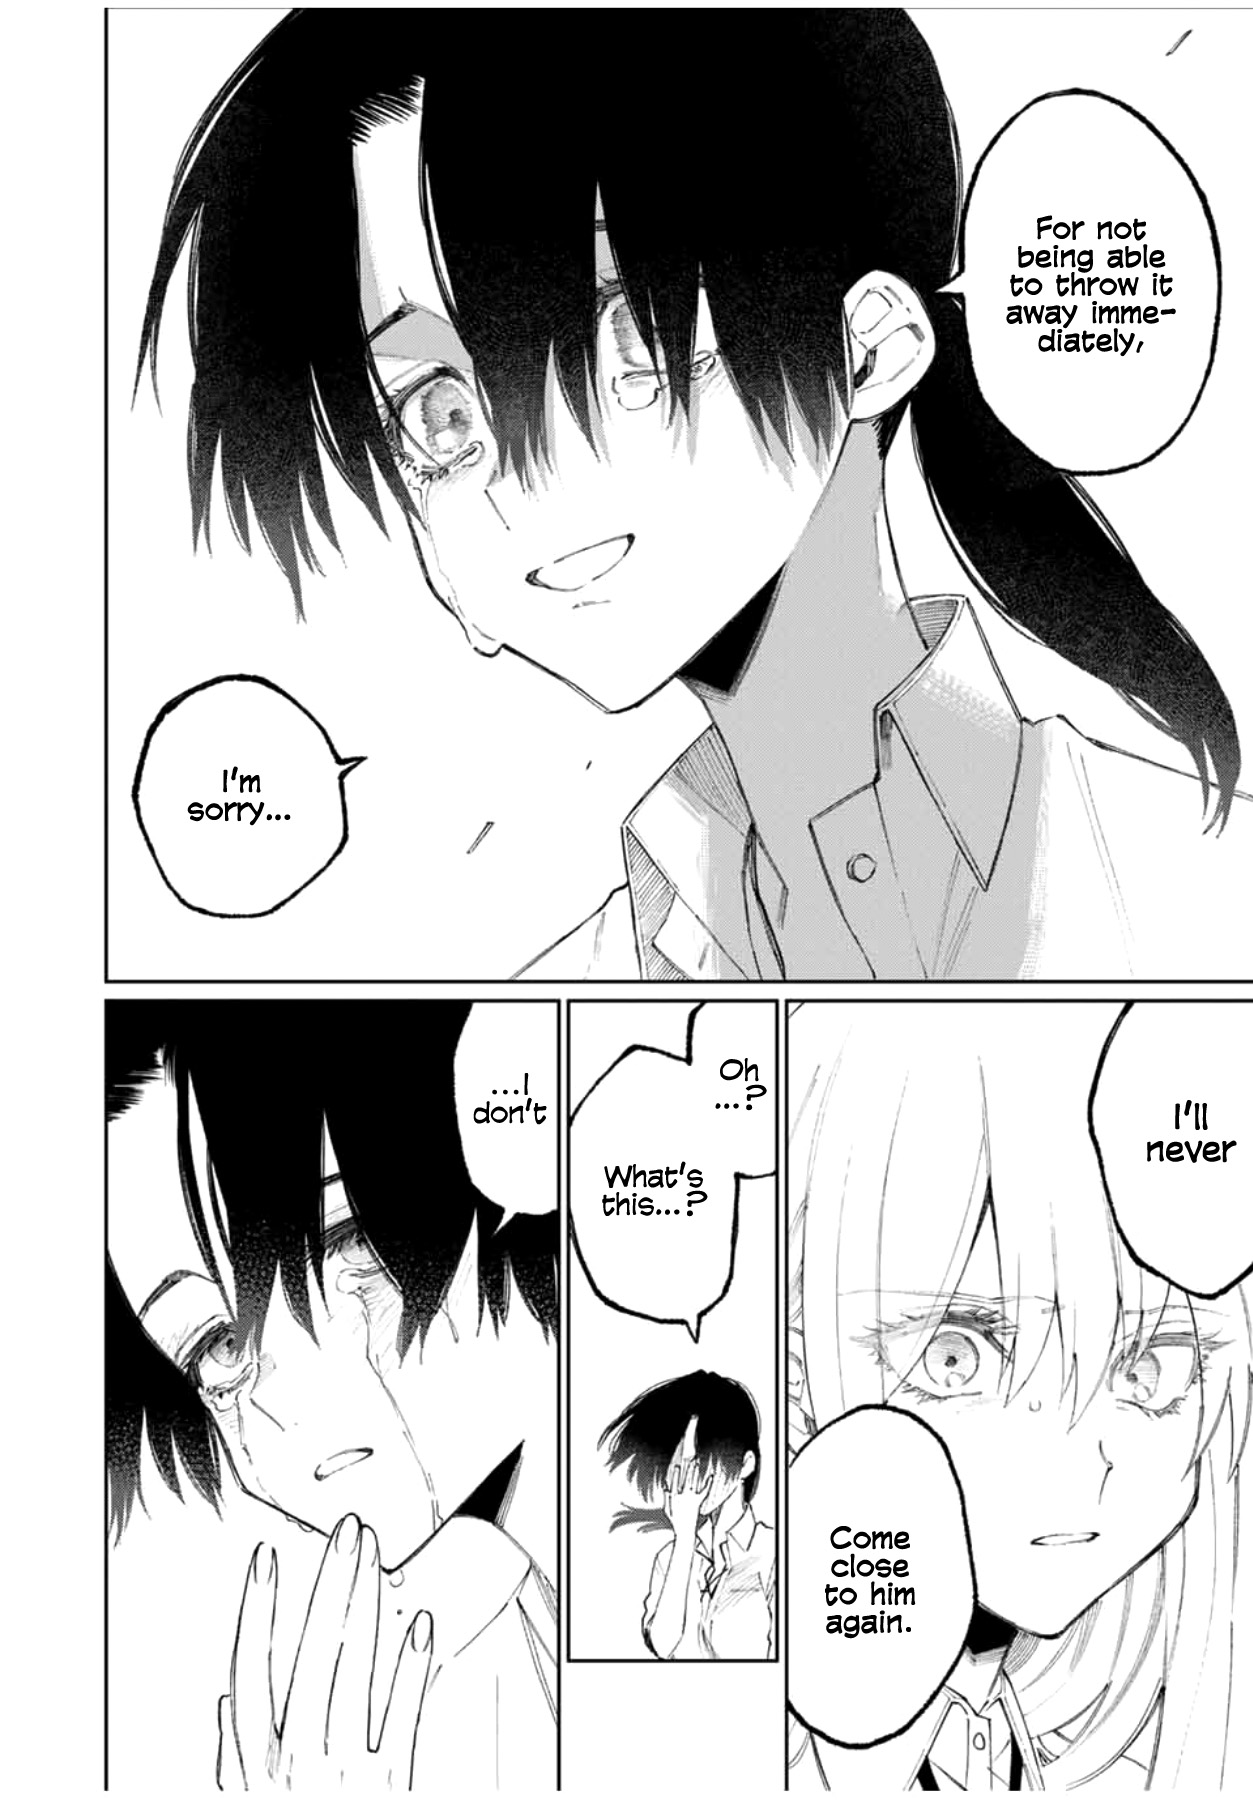 For not
being able
to throw it
away imme-
diately,
I'm
sorry...
I'll
never
Come
close
to him
again.
Oh
...?
What's
this...?
...I
don't